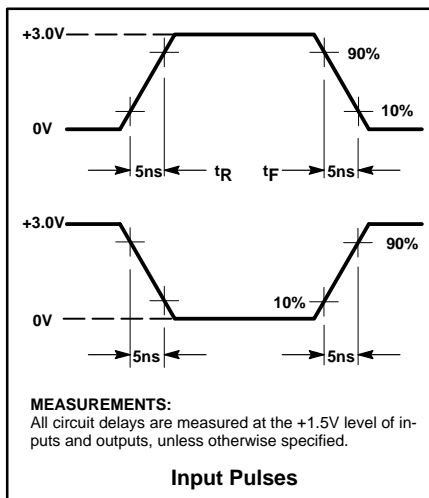 +3.0V
90%
10%
0V
5ns tR tF 5ns
+3.0V
90%
10%
0V
5ns 5ns
MEASUREMENTS:
All circuit delays are measured at the +1.5V level of in-
puts and outputs, unless otherwise specified.
Input Pulses